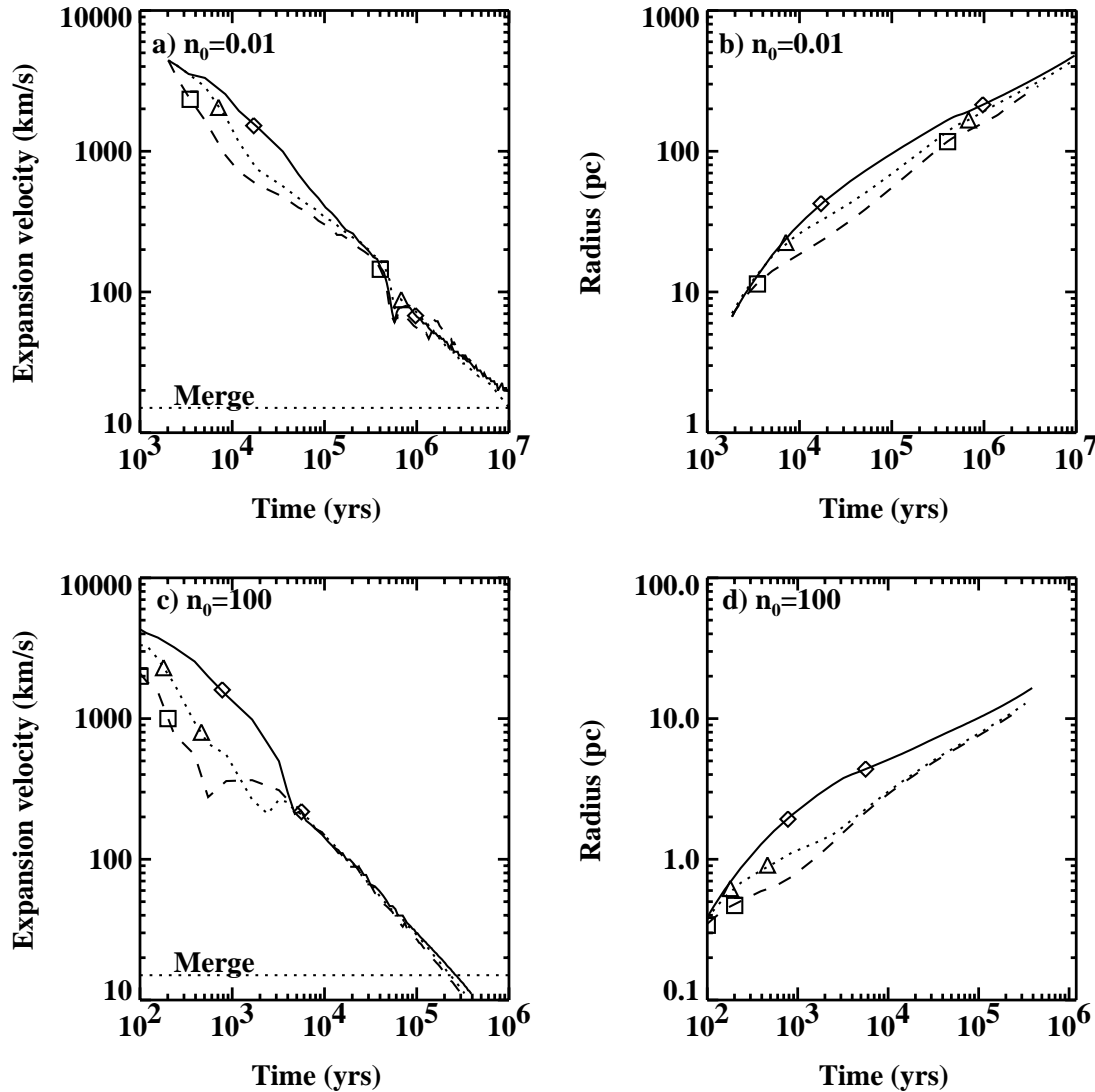 a) n0=0.01
10000
1000
100
10
Expansion velocity (km/s)
Merge
10^3 10^4 10^5 10^6 10^7
Time (yrs)
b) n0=0.01
1000
100
10
1
Radius (pc)
10^3 10^4 10^5 10^6 10^7
Time (yrs)
c) n0=100
10000
1000
100
10
Expansion velocity (km/s)
Merge
10^2 10^3 10^4 10^5 10^6
Time (yrs)
d) n0=100
100.0
10.0
1.0
0.1
Radius (pc)
10^2 10^3 10^4 10^5 10^6
Time (yrs)